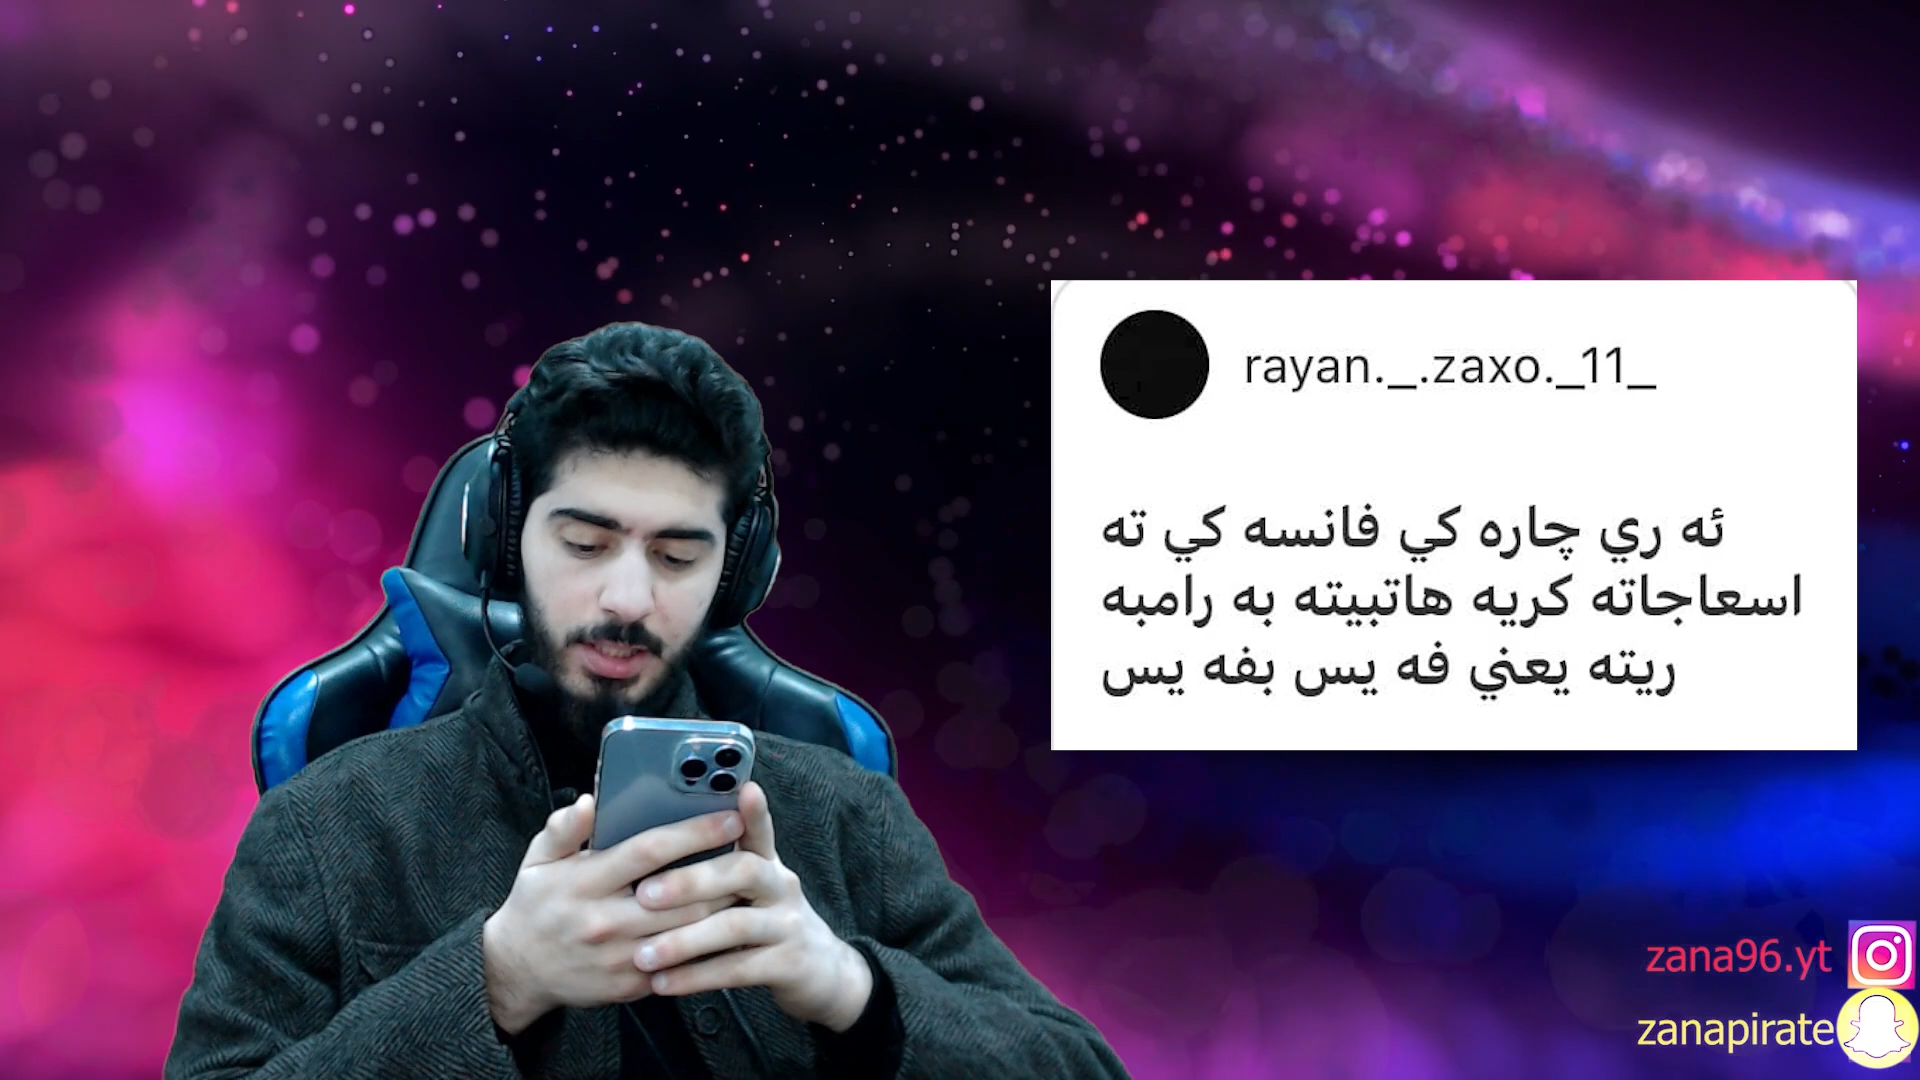 rayan._.zaxo._11_
ئه ري چاره كي فانسه كي ته
اسعاجاته كريه هاتبيته به رامبه
ريته يعني فه يس بفه يس
zana96.yt
zanapirate